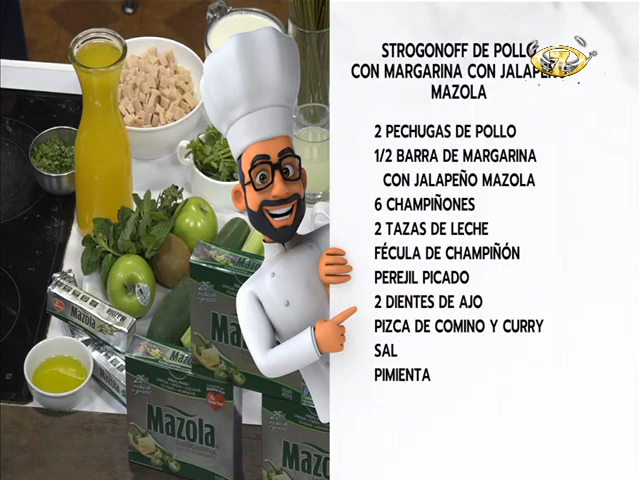 STROGONOFF DE POLLO
CON MARGARINA CON JALAPEÑO
MAZOLA
2 PECHUGAS DE POLLO
1/2 BARRA DE MARGARINA
CON JALAPEÑO MAZOLA
6 CHAMPIÑONES
2 TAZAS DE LECHE
FÉCULA DE CHAMPIÑÓN
PEREJIL PICADO
2 DIENTES DE AJO
PIZCA DE COMINO Y CURRY
SAL
PIMIENTA
Mazola
Mazola
Mazola
MARGARINA
25%